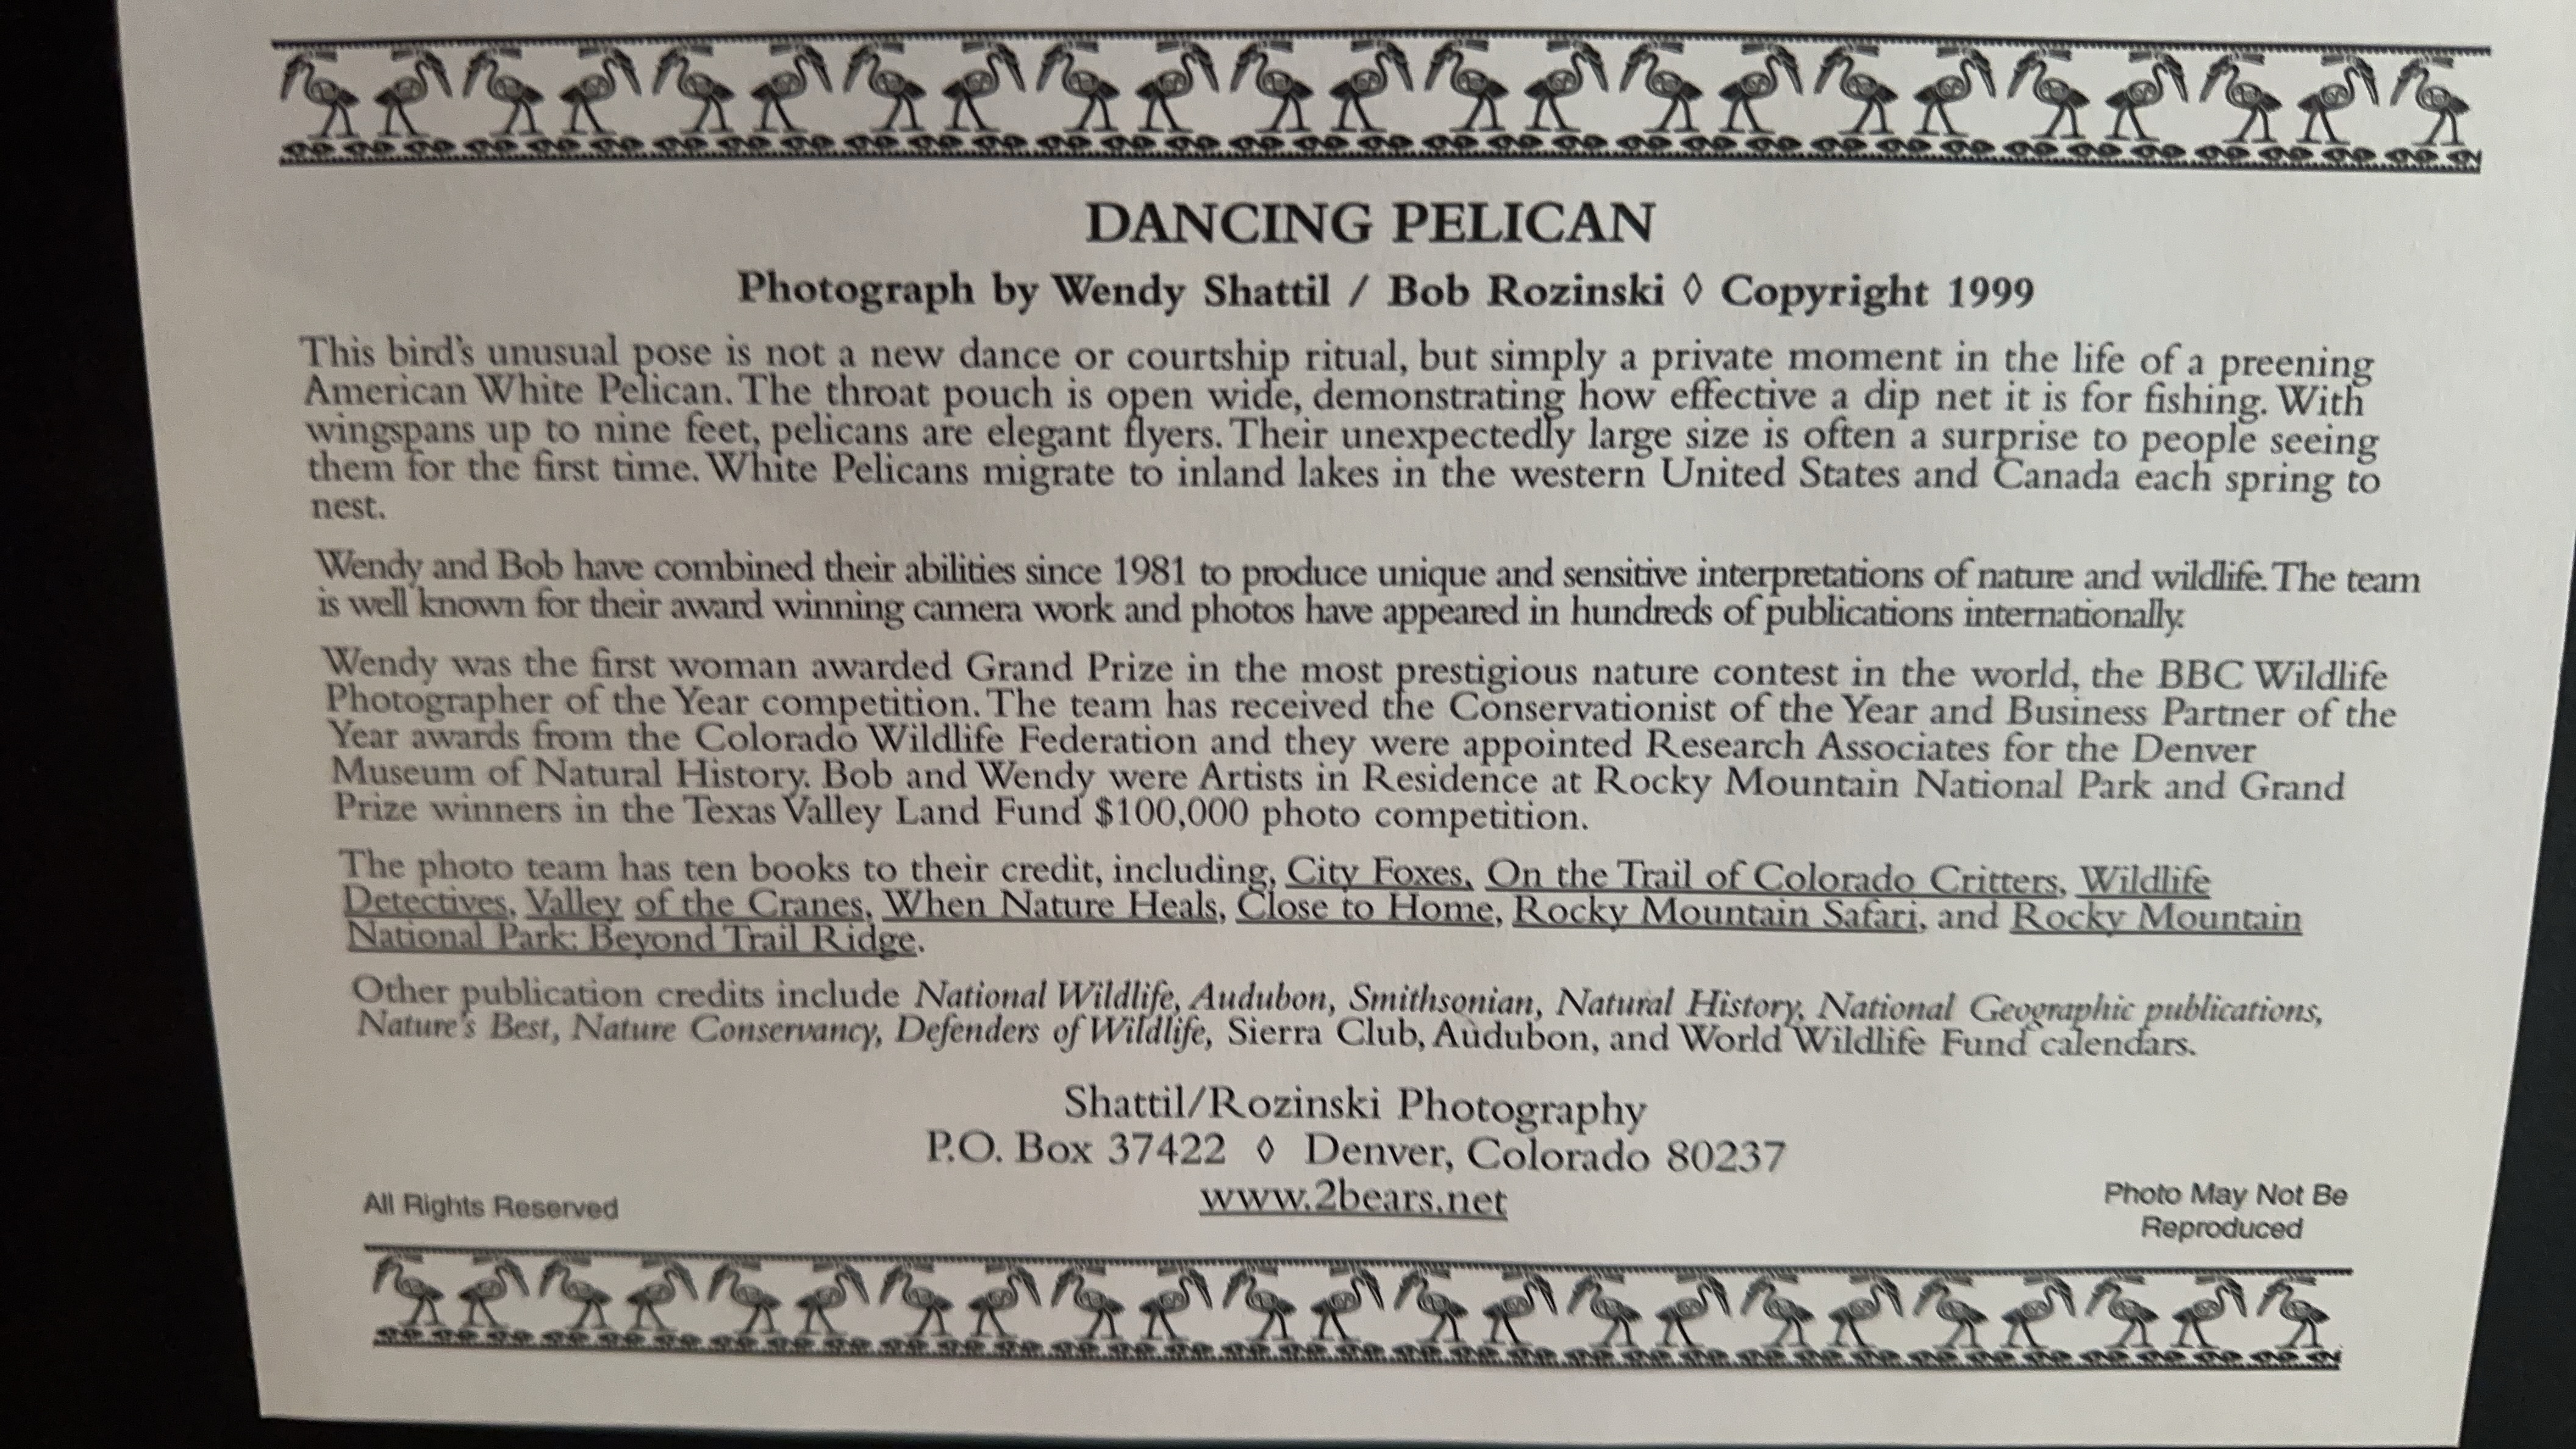 DANCING PELICAN
Photograph by Wendy Shattil / Bob Rozinski ◊ Copyright 1999
This bird's unusual pose is not a new dance or courtship ritual, but simply a private moment in the life of a preening
American White Pelican. The throat pouch is open wide, demonstrating how effective a dip net it is for fishing. With
wingspans up to nine feet, pelicans are elegant flyers. Their unexpectedly large size is often a surprise to people seeing
them for the first time. White Pelicans migrate to inland lakes in the western United States and Canada each spring to
nest.
Wendy and Bob have combined their abilities since 1981 to produce unique and sensitive interpretations of nature and wildlife. The team
is well known for their award winning camera work and photos have appeared in hundreds of publications internationally.
Wendy was the first woman awarded Grand Prize in the most prestigious nature contest in the world, the BBC Wildlife
Photographer of the Year competition. The team has received the Conservationist of the Year and Business Partner of the
Year awards from the Colorado Wildlife Federation and they were appointed Research Associates for the Denver
Museum of Natural History. Bob and Wendy were Artists in Residence at Rocky Mountain National Park and Grand
Prize winners in the Texas Valley Land Fund $100,000 photo competition.
The photo team has ten books to their credit, including, City Foxes, On the Trail of Colorado Critters, Wildlife
Detectives, Valley of the Cranes, When Nature Heals, Close to Home, Rocky Mountain Safari, and Rocky Mountain
National Park: Beyond Trail Ridge.
Other publication credits include National Wildlife, Audubon, Smithsonian, Natural History, National Geographic publications,
Nature's Best, Nature Conservancy, Defenders of Wildlife, Sierra Club, Audubon, and World Wildlife Fund calendars.
Shattil/Rozinski Photography
P.O. Box 37422 ◊ Denver, Colorado 80237
www.2bears.net
All Rights Reserved
Photo May Not Be
Reproduced